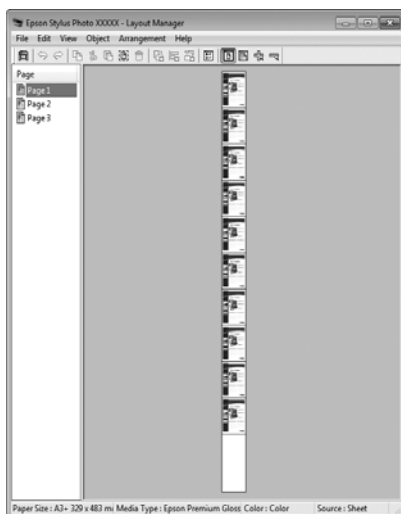 Epson Stylus Photo XXXXX - Layout Manager
File Edit View Object Arrangement Help
Page
Page 1
Page 2
Page 3
Paper Size : A3+ 329 x 483 mi Media Type : Epson Premium Gloss Color : Color Source : Sheet